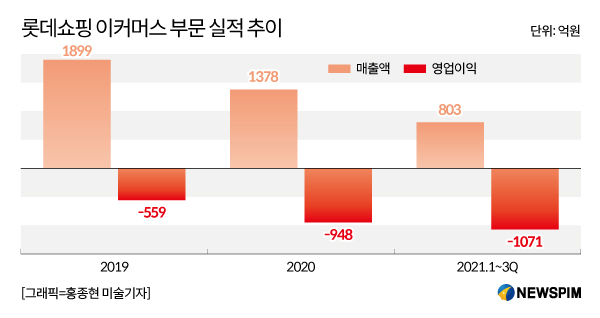 롯데쇼핑 이커머스 부문 실적 추이
단위: 억원
매출액 영업이익
1899
1378
803
-559
-948
-1071
2019 2020 2021.1~3Q
[그래픽=홍종현 미술기자]
NEWSPIM